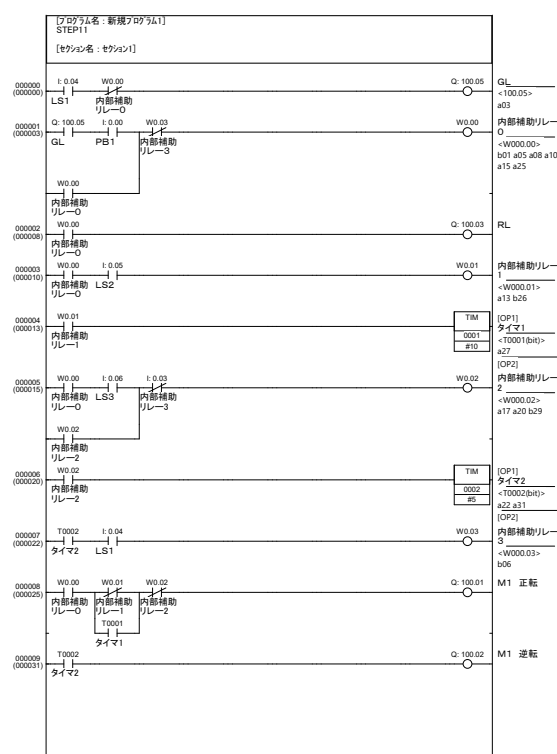 [プログラム名 : 新規プログラム1]
STEP11
[セクション名 : セクション1]
000000
(000000)
I: 0.04 W0.00 Q: 100.05
LS1 内部補助
リレー0
GL
<100.05>
a03
000001
(000003)
Q: 100.05 I: 0.00 W0.03 W0.00
GL PB1 内部補助
リレー3
内部補助リレー
0
<W000.00>
b01 a05 a08 a10
a15 a25
W0.00
内部補助
リレー0
000002
(000008)
W0.00 Q: 100.03
内部補助
リレー0
RL
000003
(000010)
W0.00 I: 0.05 W0.01
内部補助 LS2
リレー0
内部補助リレー
1
<W000.01>
a13 b26
000004
(000013)
W0.01 TIM
内部補助
リレー1
0001
#10
[OP1]
タイマ1
<T0001(bit)>
a27
[OP2]
000005
(000015)
W0.00 I: 0.06 I: 0.03 W0.02
内部補助 LS3 内部補助
リレー0 リレー3
内部補助リレー
2
<W000.02>
a17 a20 b29
W0.02
内部補助
リレー2
000006
(000020)
W0.02 TIM
内部補助
リレー2
0002
#5
[OP1]
タイマ2
<T0002(bit)>
a22 a31
[OP2]
000007
(000022)
T0002 I: 0.04 W0.03
タイマ2 LS1
内部補助リレー
3
<W000.03>
b06
000008
(000025)
W0.00 W0.01 W0.02 Q: 100.01
内部補助 内部補助 内部補助
リレー0 リレー1 リレー2
M1 正転
T0001
タイマ1
000009
(000031)
T0002 Q: 100.02
タイマ2
M1 逆転